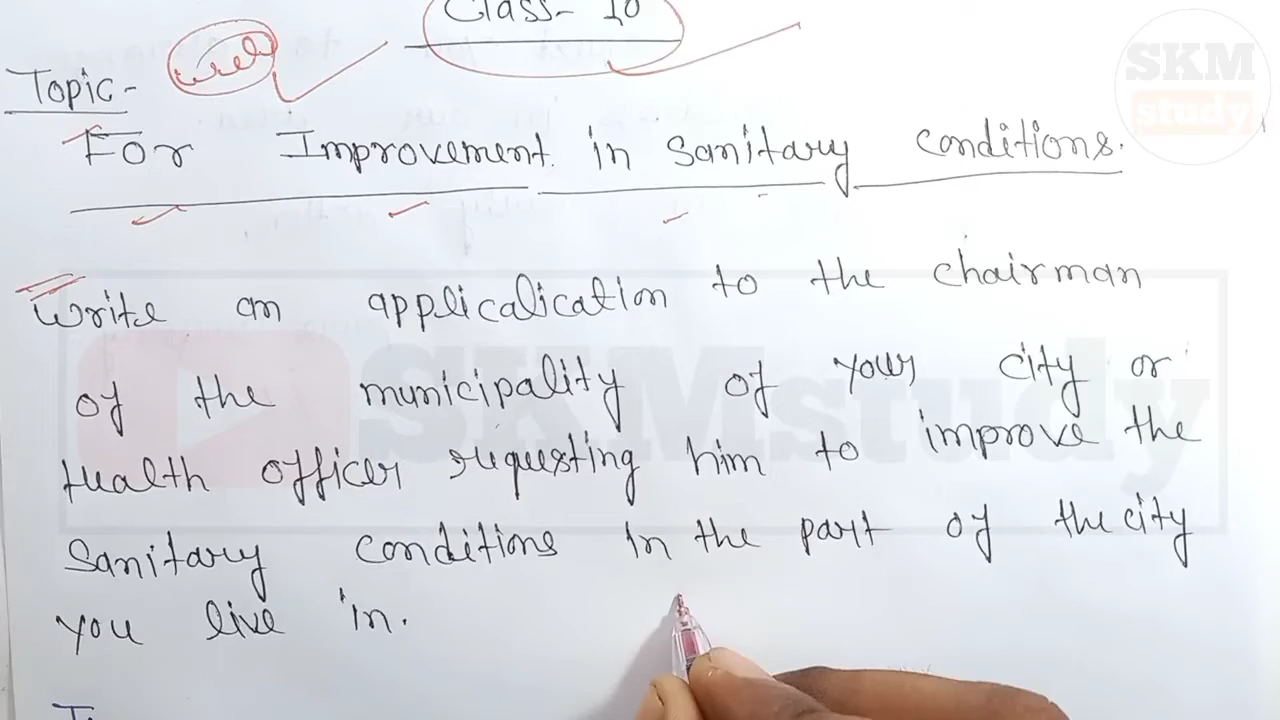 Class- 10
SKM
study
Topic-
For Improvement in Sanitary conditions.
Write an applicalication to the chairman
of the municipality of your city or
Health officer requesting him to improve the
Sanitary conditions in the part of the city
you live in.
SKMstudy